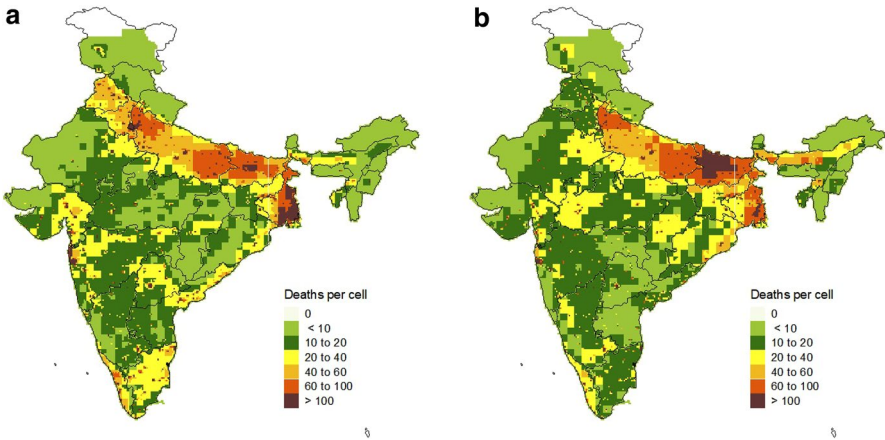 a
b
Deaths per cell
0
< 10
10 to 20
20 to 40
40 to 60
60 to 100
> 100
Deaths per cell
0
< 10
10 to 20
20 to 40
40 to 60
60 to 100
> 100